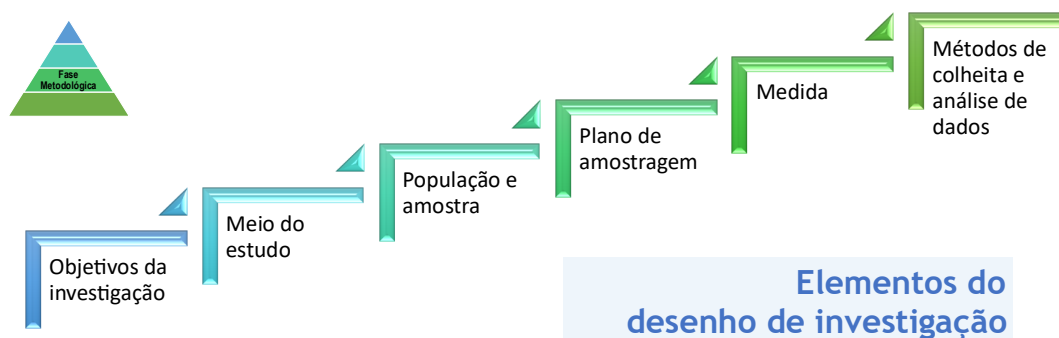 Fase
Metodológica
Objetivos da
investigação
Meio do
estudo
População e
amostra
Plano de
amostragem
Medida
Métodos de
colheita e
análise de
dados
Elementos do
desenho de investigação